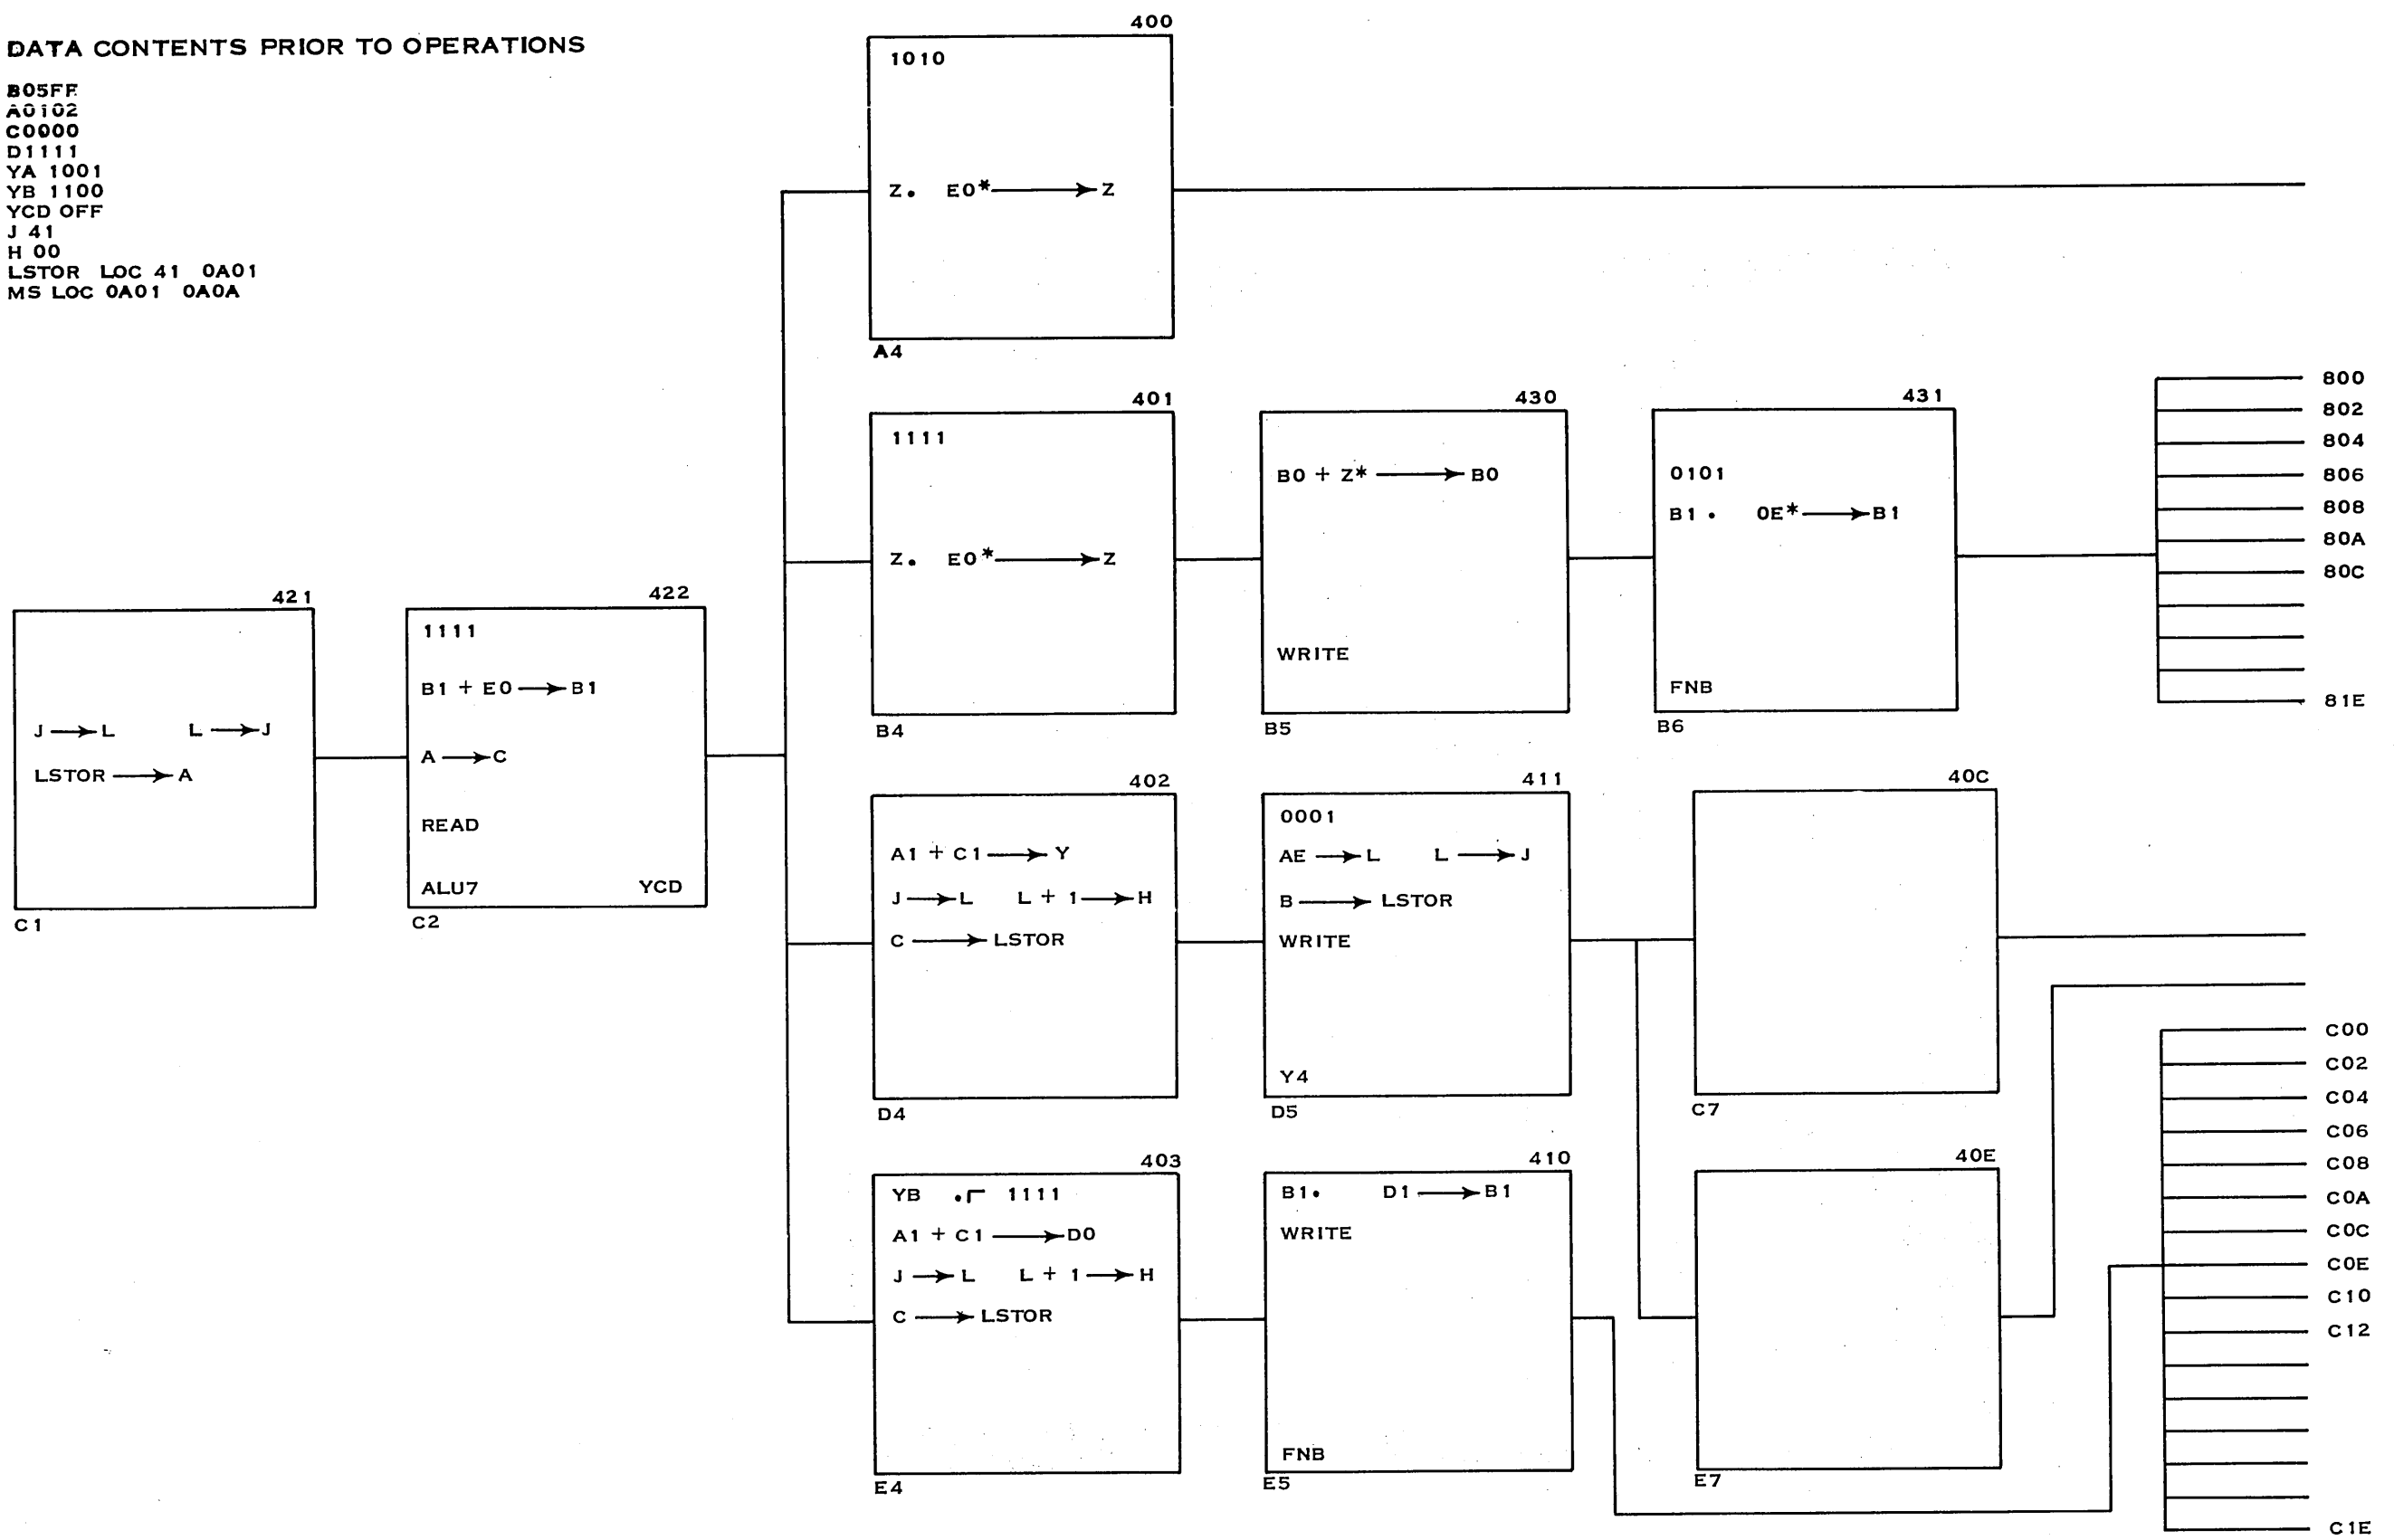 DATA CONTENTS PRIOR TO OPERATIONS
B05FF
A0102
C0000
D1111
YA 1001
YB 1100
YCD OFF
J 41
H 00
LSTOR LOC 41 0A01
MS LOC 0A01 0A0A
400
1010
Z. E0* → Z
A4
401
1111
Z. E0* → Z
B4
430
B0 + Z* → B0
WRITE
B5
431
0101
B1 . 0E* → B1
FNB
B6
800
802
804
806
808
80A
80C
81E
421
J → L L → J
LSTOR → A
C1
422
1111
B1 + E0 → B1
A → C
READ
ALU7 YCD
C2
402
A1 + C1 → Y
J → L L + 1 → H
C → LSTOR
D4
411
0001
AE → L L → J
B → LSTOR
WRITE
Y4
D5
40C
C7
403
YB .┌ 1111
A1 + C1 → D0
J → L L + 1 → H
C → LSTOR
E4
410
B1. D1 → B1
WRITE
FNB
E5
40E
E7
C00
C02
C04
C06
C08
C0A
C0C
C0E
C10
C12
C1E